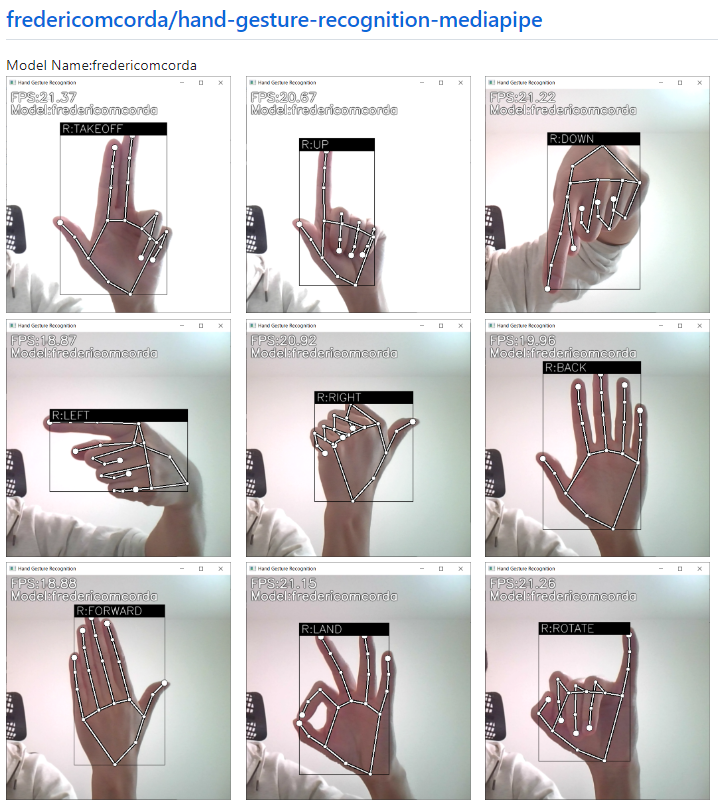 fredericomcorda/hand-gesture-recognition-mediapipe
Model Name:fredericomcorda
Hand Gesture Recognition
FPS:21.37
Model:fredericomcorda
R:TAKEOFF
Hand Gesture Recognition
FPS:20.67
Model:fredericomcorda
R:UP
Hand Gesture Recognition
FPS:21.22
Model:fredericomcorda
R:DOWN
Hand Gesture Recognition
FPS:18.87
Model:fredericomcorda
R:LEFT
Hand Gesture Recognition
FPS:20.92
Model:fredericomcorda
R:RIGHT
Hand Gesture Recognition
FPS:19.96
Model:fredericomcorda
R:BACK
Hand Gesture Recognition
FPS:18.88
Model:fredericomcorda
R:FORWARD
Hand Gesture Recognition
FPS:21.15
Model:fredericomcorda
R:LAND
Hand Gesture Recognition
FPS:21.26
Model:fredericomcorda
R:ROTATE